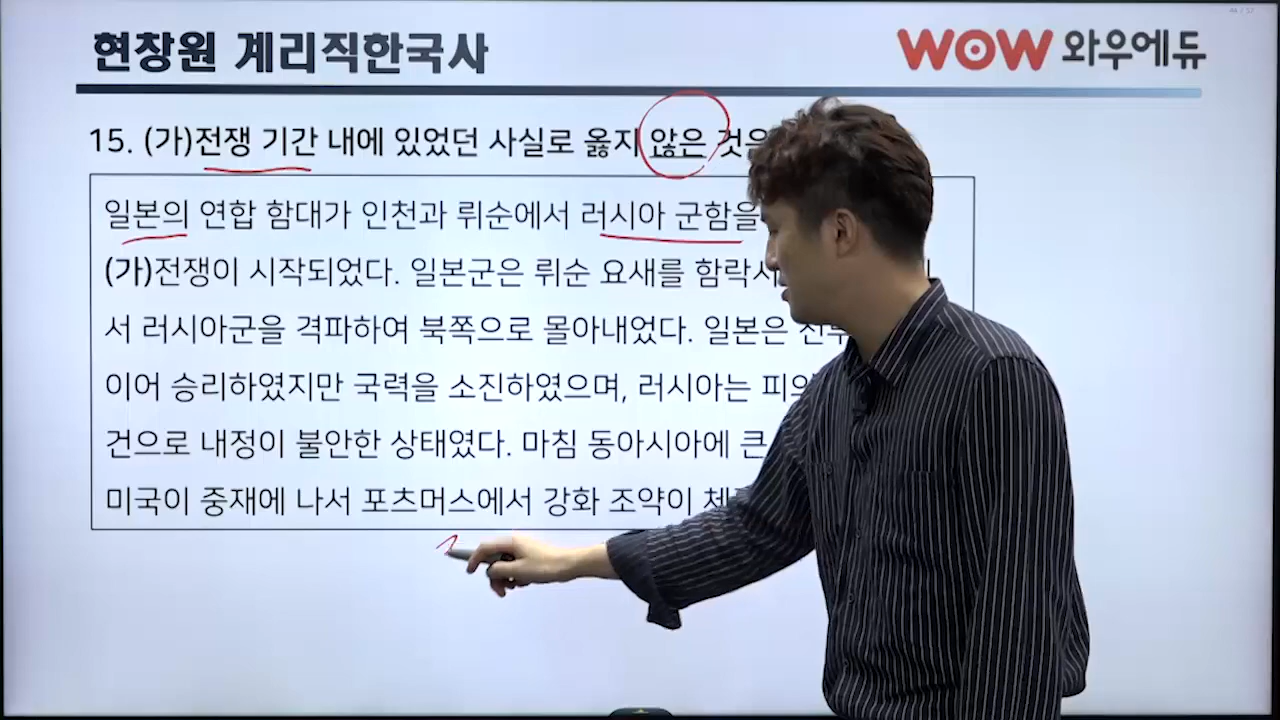 현창원 계리직한국사
WOW 와우에듀
15. (가)전쟁 기간 내에 있었던 사실로 옳지 않은 것은
일본의 연합 함대가 인천과 뤼순에서 러시아 군함을
(가)전쟁이 시작되었다. 일본군은 뤼순 요새를
서 러시아군을 격파하여 북쪽으로 몰아내었다. 일본은
이어 승리하였지만 국력을 소진하였으며, 러시아는
건으로 내정이 불안한 상태였다. 마침 동아시아에 큰
미국이 중재에 나서 포츠머스에서 강화 조약이